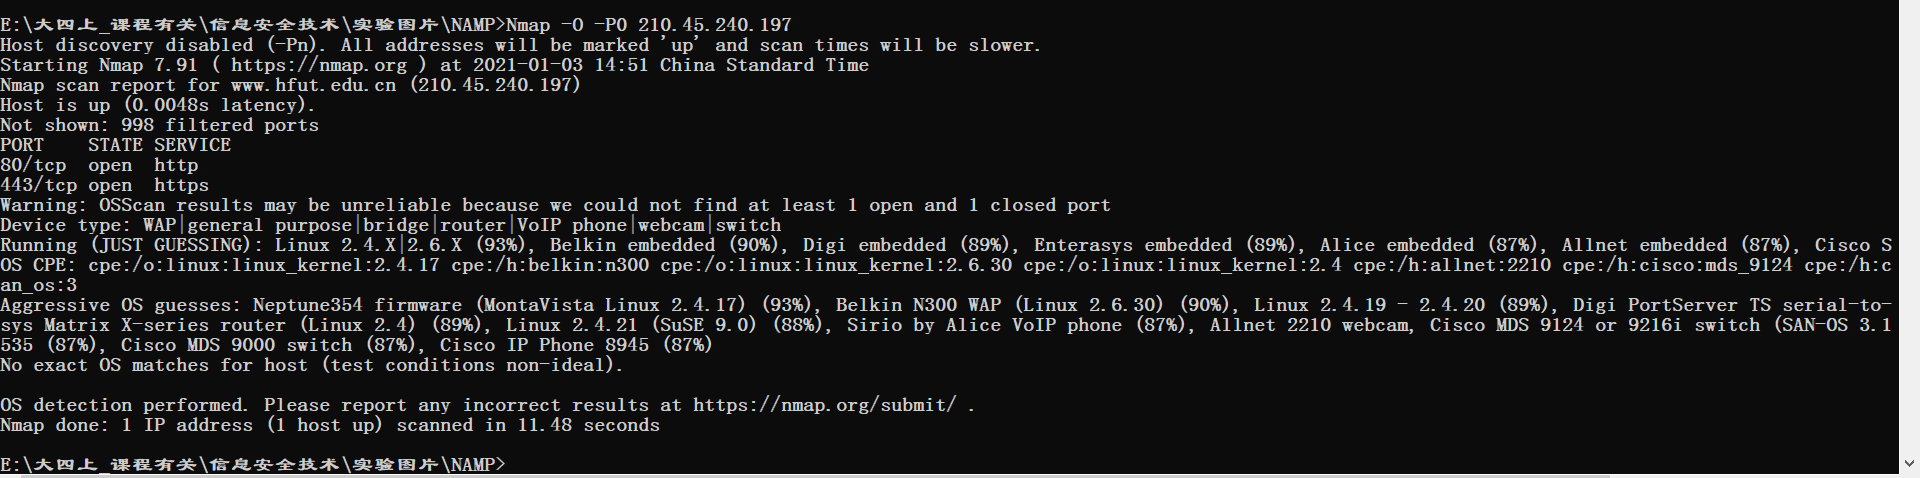 E:\大四上_课程有关\信息安全技术\实验图片\NAMP>Nmap -O -P0 210.45.240.197
Host discovery disabled (-Pn). All addresses will be marked 'up' and scan times will be slower.
Starting Nmap 7.91 ( https://nmap.org ) at 2021-01-03 14:51 China Standard Time
Nmap scan report for www.hfut.edu.cn (210.45.240.197)
Host is up (0.0048s latency).
Not shown: 998 filtered ports
PORT    STATE SERVICE
80/tcp  open  http
443/tcp open  https
Warning: OSScan results may be unreliable because we could not find at least 1 open and 1 closed port
Device type: WAP|general purpose|bridge|router|VoIP phone|webcam|switch
Running (JUST GUESSING): Linux 2.4.X|2.6.X (93%), Belkin embedded (90%), Digi embedded (89%), Enterasys embedded (89%), Alice embedded (87%), Allnet embedded (87%), Cisco S
OS CPE: cpe:/o:linux:linux_kernel:2.4.17 cpe:/h:belkin:n300 cpe:/o:linux:linux_kernel:2.6.30 cpe:/o:linux:linux_kernel:2.4 cpe:/h:allnet:2210 cpe:/h:cisco:mds_9124 cpe:/h:c
an_os:3
Aggressive OS guesses: Neptune354 firmware (MontaVista Linux 2.4.17) (93%), Belkin N300 WAP (Linux 2.6.30) (90%), Linux 2.4.19 - 2.4.20 (89%), Digi PortServer TS serial-to-
sys Matrix X-series router (Linux 2.4) (89%), Linux 2.4.21 (SuSE 9.0) (88%), Sirio by Alice VoIP phone (87%), Allnet 2210 webcam, Cisco MDS 9124 or 9216i switch (SAN-OS 3.1
535 (87%), Cisco MDS 9000 switch (87%), Cisco IP Phone 8945 (87%)
No exact OS matches for host (test conditions non-ideal).
OS detection performed. Please report any incorrect results at https://nmap.org/submit/ .
Nmap done: 1 IP address (1 host up) scanned in 11.48 seconds
E:\大四上_课程有关\信息安全技术\实验图片\NAMP>